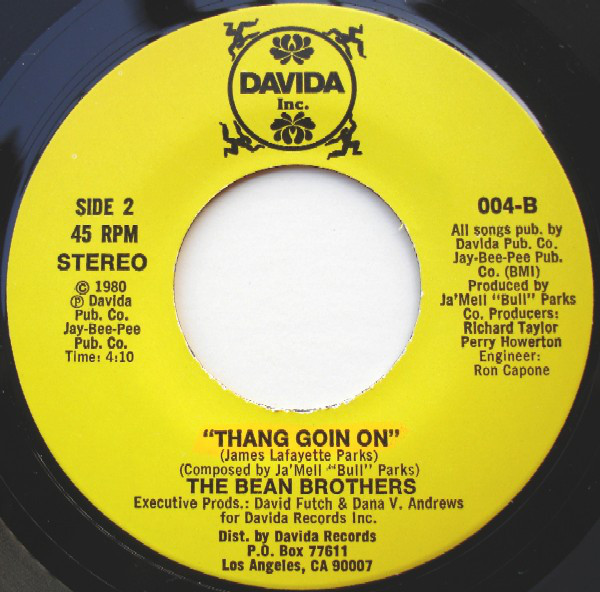 DAVIDA
Inc.
SIDE 2
45 RPM
STEREO
© 1980
℗ Davida
Pub. Co.
Jay-Bee-Pee
Pub. Co.
Time: 4:10
004-B
All songs pub. by
Davida Pub. Co.
Jay-Bee-Pee Pub.
Co. (BMI)
Produced by
Ja'Mell "Bull" Parks
Co. Producers:
Richard Taylor
Perry Howerton
Engineer:
Ron Capone
"THANG GOIN ON"
(James Lafayette Parks)
(Composed by Ja'Mell "Bull" Parks)
THE BEAN BROTHERS
Executive Prods.: David Futch & Dana V. Andrews
for Davida Records Inc.
Dist. by Davida Records
P.O. Box 77611
Los Angeles, CA 90007